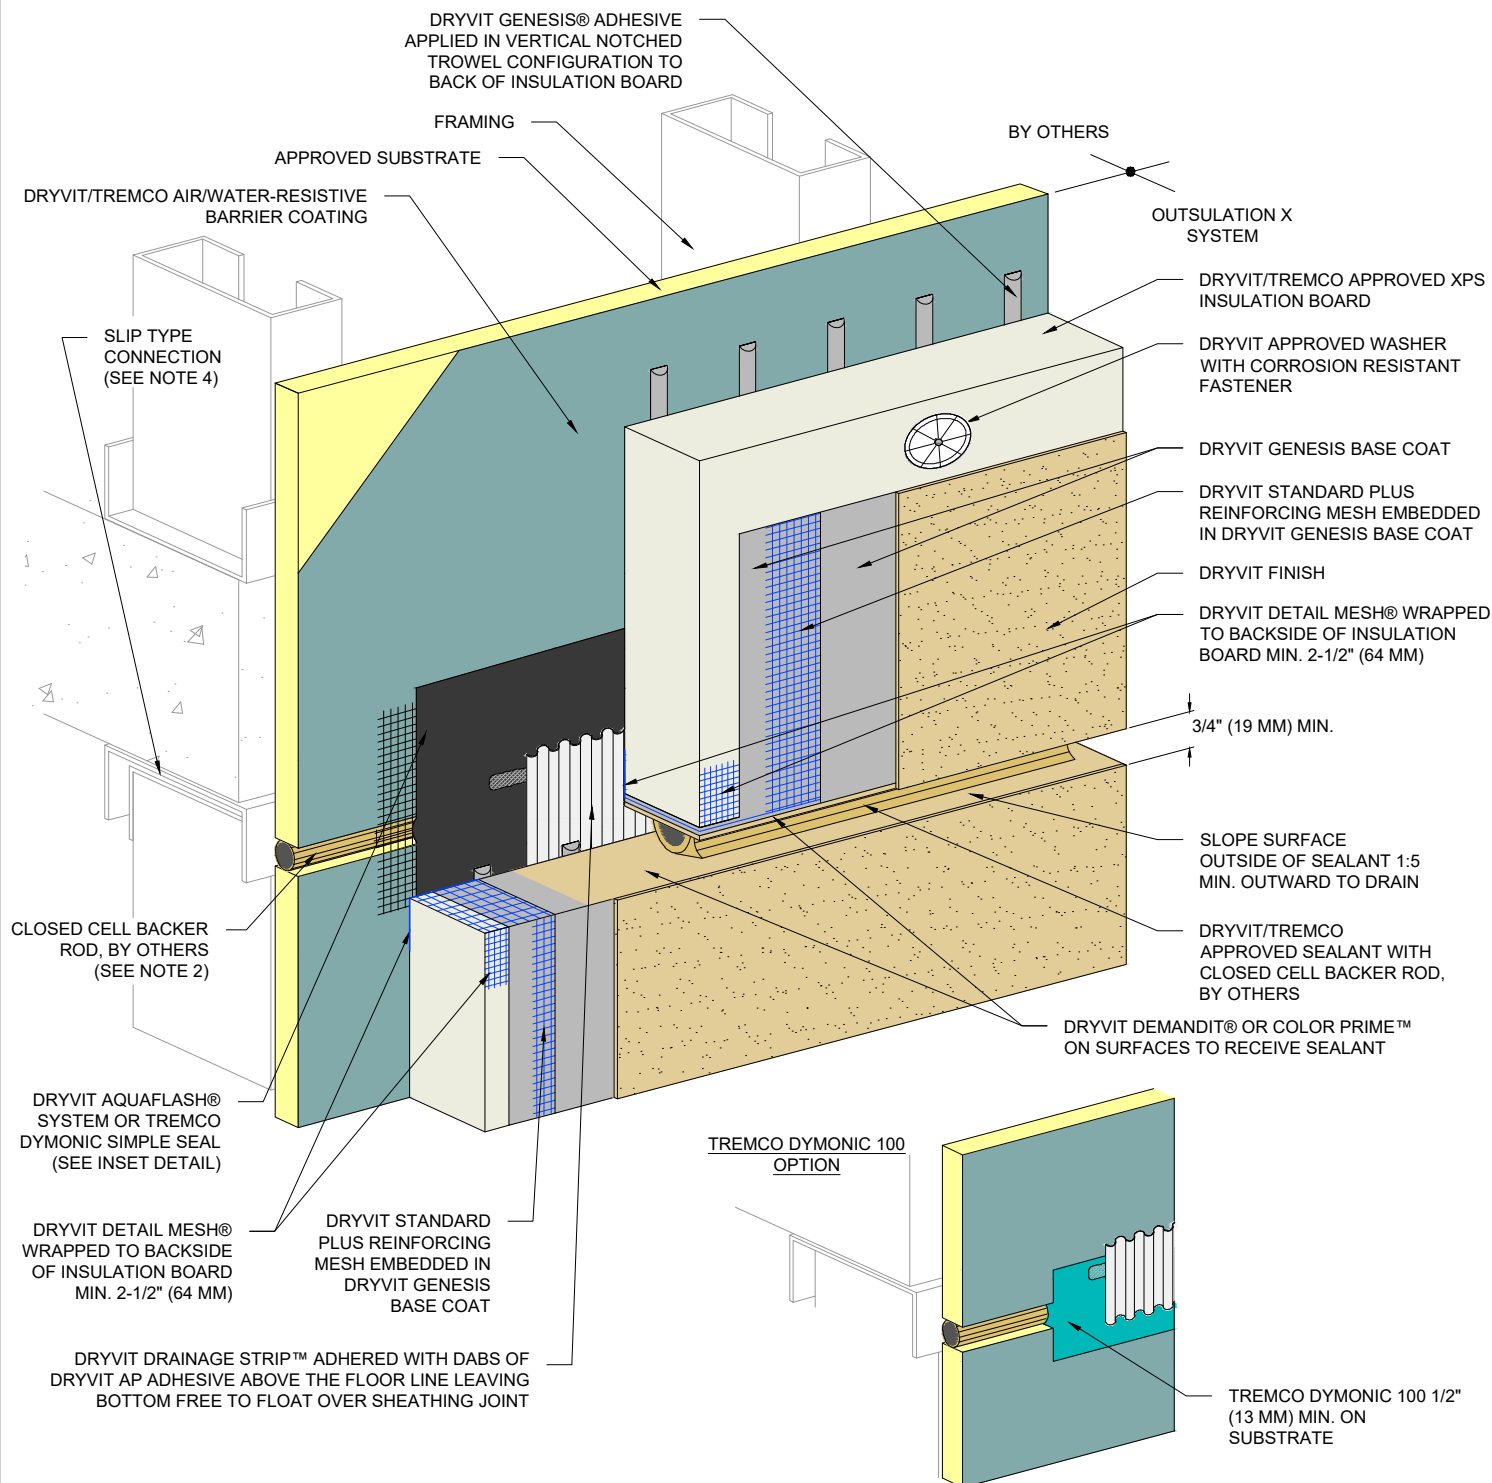 DRYVIT GENESIS® ADHESIVE
APPLIED IN VERTICAL NOTCHED
TROWEL CONFIGURATION TO
BACK OF INSULATION BOARD
FRAMING
APPROVED SUBSTRATE
DRYVIT/TREMCO AIR/WATER-RESISTIVE
BARRIER COATING
BY OTHERS
OUTSULATION X
SYSTEM
SLIP TYPE
CONNECTION
(SEE NOTE 4)
DRYVIT/TREMCO APPROVED XPS
INSULATION BOARD
DRYVIT APPROVED WASHER
WITH CORROSION RESISTANT
FASTENER
DRYVIT GENESIS BASE COAT
DRYVIT STANDARD PLUS
REINFORCING MESH EMBEDDED
IN DRYVIT GENESIS BASE COAT
DRYVIT FINISH
DRYVIT DETAIL MESH® WRAPPED
TO BACKSIDE OF INSULATION
BOARD MIN. 2-1/2" (64 MM)
3/4" (19 MM) MIN.
SLOPE SURFACE
OUTSIDE OF SEALANT 1:5
MIN. OUTWARD TO DRAIN
DRYVIT/TREMCO
APPROVED SEALANT WITH
CLOSED CELL BACKER ROD,
BY OTHERS
DRYVIT DEMANDIT® OR COLOR PRIME™
ON SURFACES TO RECEIVE SEALANT
CLOSED CELL BACKER
ROD, BY OTHERS
(SEE NOTE 2)
DRYVIT AQUAFLASH®
SYSTEM OR TREMCO
DYMONIC SIMPLE SEAL
(SEE INSET DETAIL)
DRYVIT DETAIL MESH®
WRAPPED TO BACKSIDE
OF INSULATION BOARD
MIN. 2-1/2" (64 MM)
DRYVIT STANDARD
PLUS REINFORCING
MESH EMBEDDED IN
DRYVIT GENESIS
BASE COAT
DRYVIT DRAINAGE STRIP™ ADHERED WITH DABS OF
DRYVIT AP ADHESIVE ABOVE THE FLOOR LINE LEAVING
BOTTOM FREE TO FLOAT OVER SHEATHING JOINT
TREMCO DYMONIC 100
OPTION
TREMCO DYMONIC 100 1/2"
(13 MM) MIN. ON
SUBSTRATE